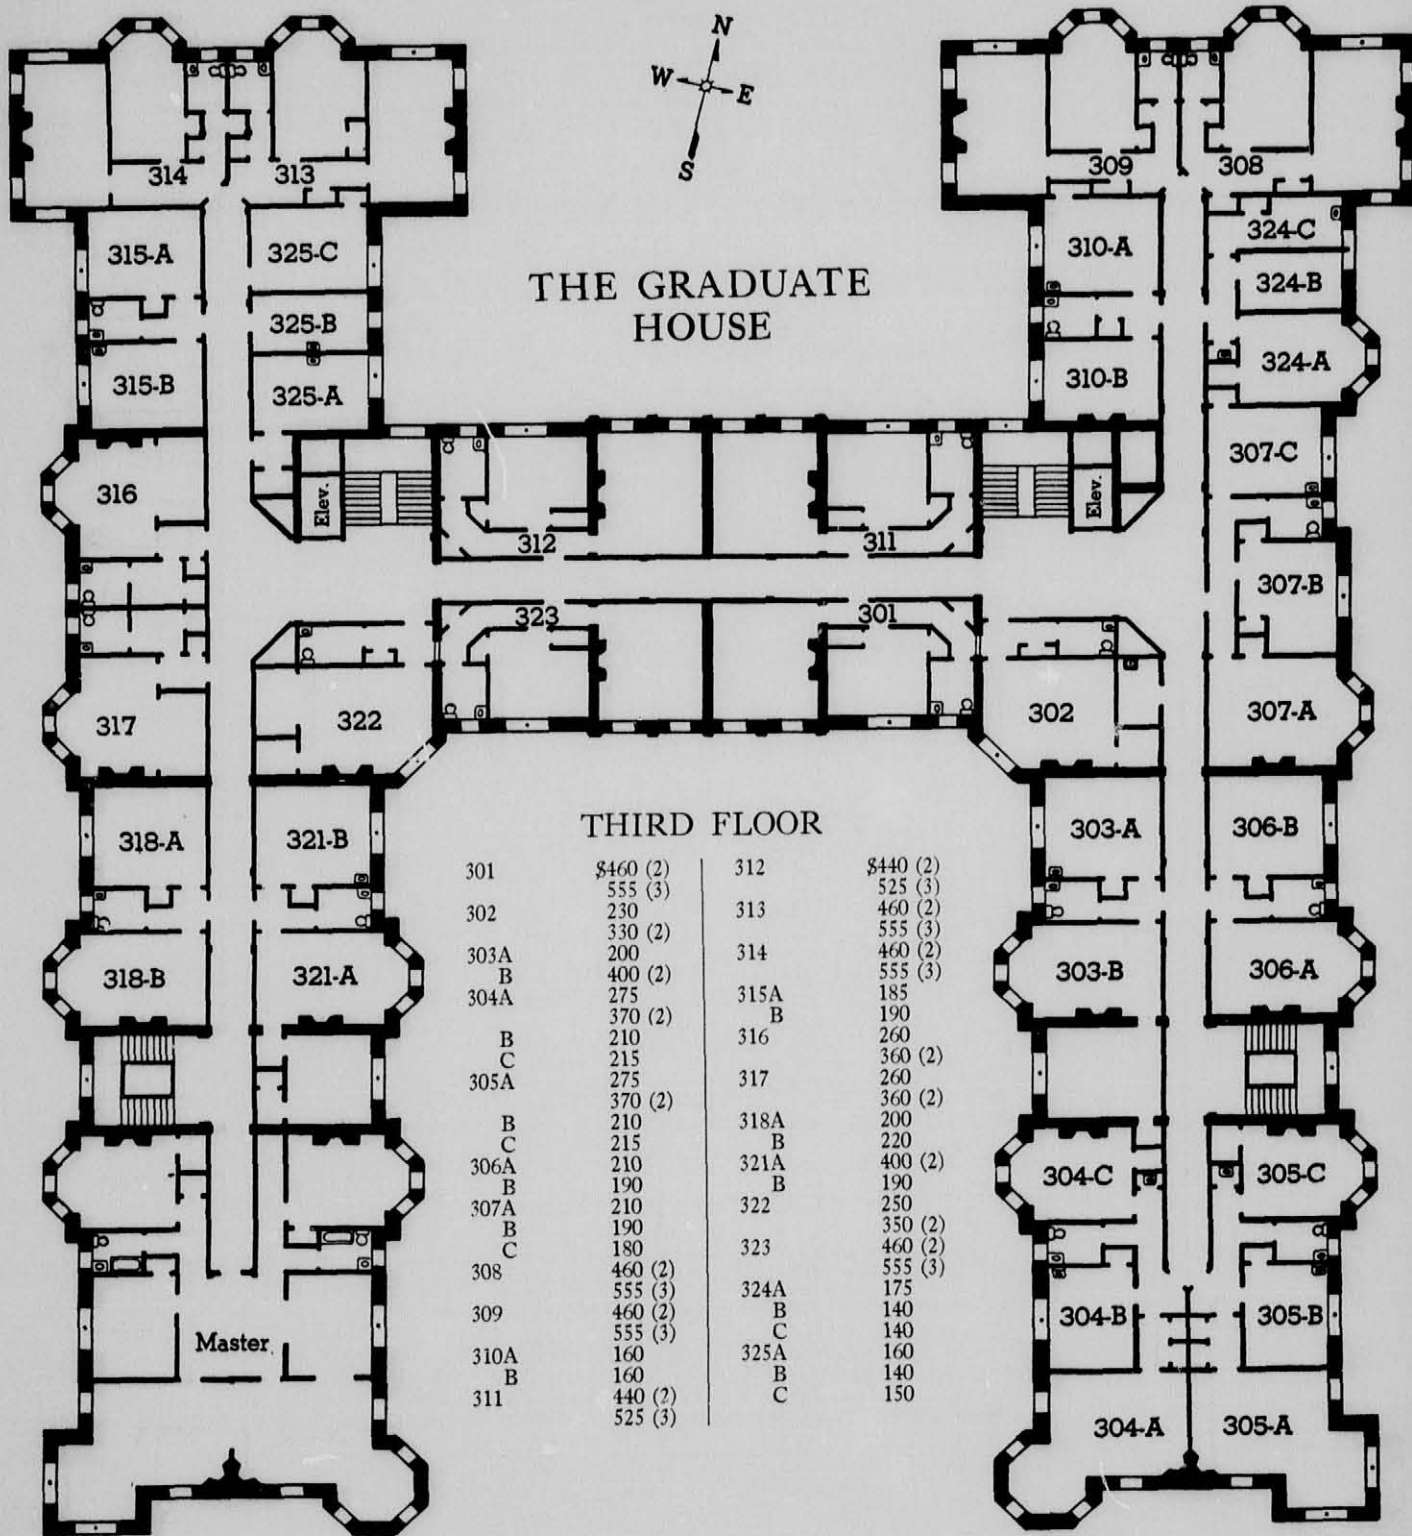 N
W E
S
314 313
309 308
315-A 325-C
310-A 324-C
324-B
THE GRADUATE
HOUSE
325-B
315-B 325-A
310-B 324-A
307-C
316
Elev.
Elev.
312 311
307-B
323 301
317 322
302 307-A
THIRD FLOOR
318-A 321-B
303-A 306-B
318-B 321-A
303-B 306-A
304-C 305-C
304-B 305-B
Master
304-A 305-A
301 $460 (2)
555 (3)
302 230
330 (2)
303A 200
B 400 (2)
304A 275
370 (2)
B 210
C 215
305A 275
370 (2)
B 210
C 215
306A 210
B 190
307A 210
B 190
C 180
308 460 (2)
555 (3)
309 460 (2)
555 (3)
310A 160
B 160
311 440 (2)
525 (3)
312 $440 (2)
525 (3)
313 460 (2)
555 (3)
314 460 (2)
555 (3)
315A 185
B 190
316 260
360 (2)
317 260
360 (2)
318A 200
B 220
321A 400 (2)
B 190
322 250
350 (2)
323 460 (2)
555 (3)
324A 175
B 140
C 140
325A 160
B 140
C 150